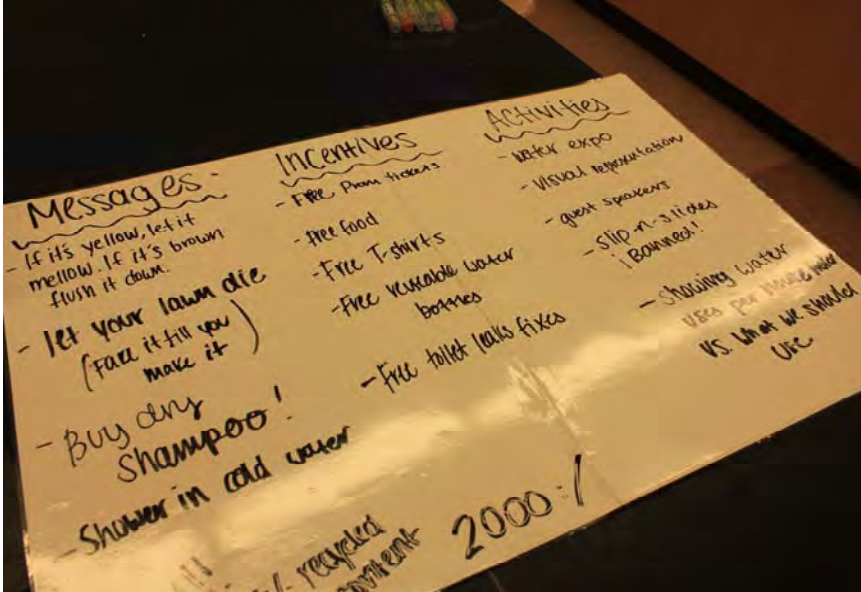 Messages-
- If it's yellow, let it
mellow. If it's brown
flush it down.
- let your lawn die
(Fake it till you
make it)
- Buy dry
Shampoo!
- Shower in cold water
Incentives
- Free Prom tickets
- free food
- Free T-shirts
- Free reusable water
bottles
- Free toilet leaks fixes
Activities
- water expo
- Visual representation
- guest speakers
- slip-n-slides
¡Banned!
- showing water
uses per house
vs. what we should
use
recycled
2000 :/